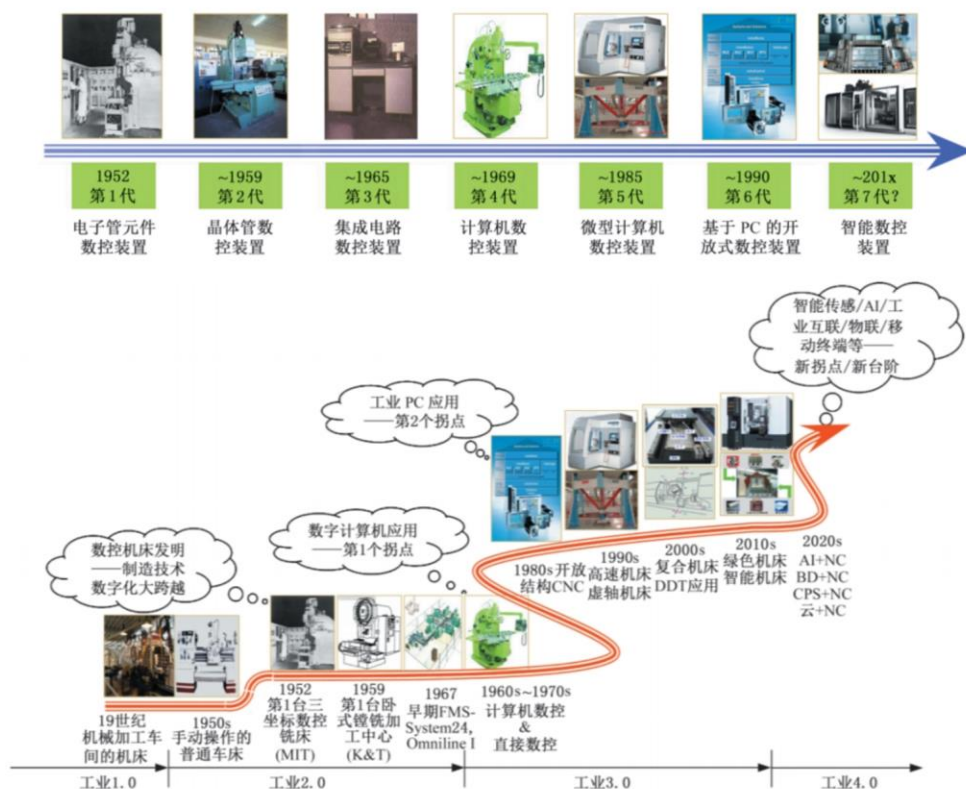 1952
第1代
~1959
第2代
~1965
第3代
~1969
第4代
~1985
第5代
~1990
第6代
~201x
第7代?
电子管元件
数控装置
晶体管数
控装置
集成电路
数控装置
计算机数
控装置
微型计算机
数控装置
基于 PC 的开
放式数控装置
智能数控
装置
智能传感/AI/工
业互联/物联/移
动终端等——
新拐点/新台阶
工业 PC 应用
——第2个拐点
数字计算机应用
——第1个拐点
数控机床发明
——制造技术
数字化大跨越
1980s开放
结构CNC
1990s
高速机床
虚轴机床
2000s
复合机床
DDT应用
2010s
绿色机床
智能机床
2020s
AI+NC
BD+NC
CPS+NC
云+NC
19世纪
机械加工车
间的机床
1950s
手动操作的
普通车床
1952
第1台三
坐标数控
铣床
(MIT)
1959
第1台卧
式镗铣加
工中心
(K&T)
1967
早期FMS-
System24,
Omniline I
1960s~1970s
计算机数控
&
直接数控
工业1.0
工业2.0
工业3.0
工业4.0